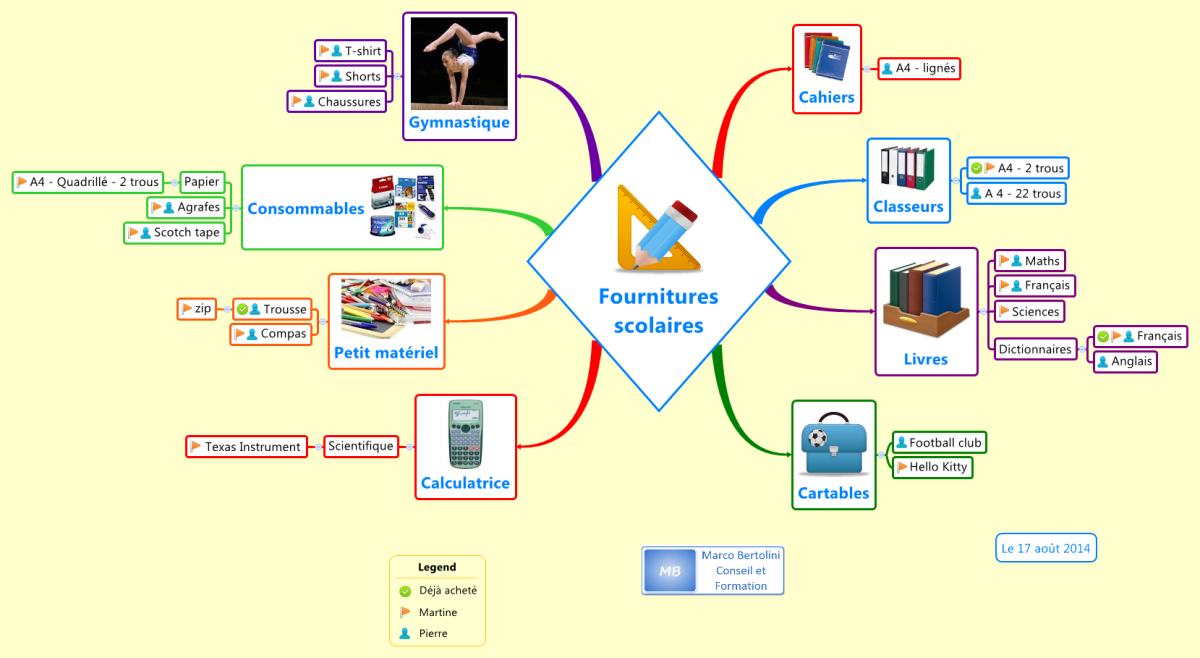 Fournitures
scolaires
Cahiers
A4 - lignés
Classeurs
A4 - 2 trous
A 4 - 22 trous
Livres
Maths
Français
Sciences
Dictionnaires
Français
Anglais
Cartables
Football club
Hello Kitty
Calculatrice
Scientifique
Texas Instrument
Petit matériel
Trousse
zip
Compas
Consommables
Papier
A4 - Quadrillé - 2 trous
Agrafes
Scotch tape
Gymnastique
T-shirt
Shorts
Chaussures
Legend
Déjà acheté
Martine
Pierre
MB
Marco Bertolini
Conseil et
Formation
Le 17 août 2014